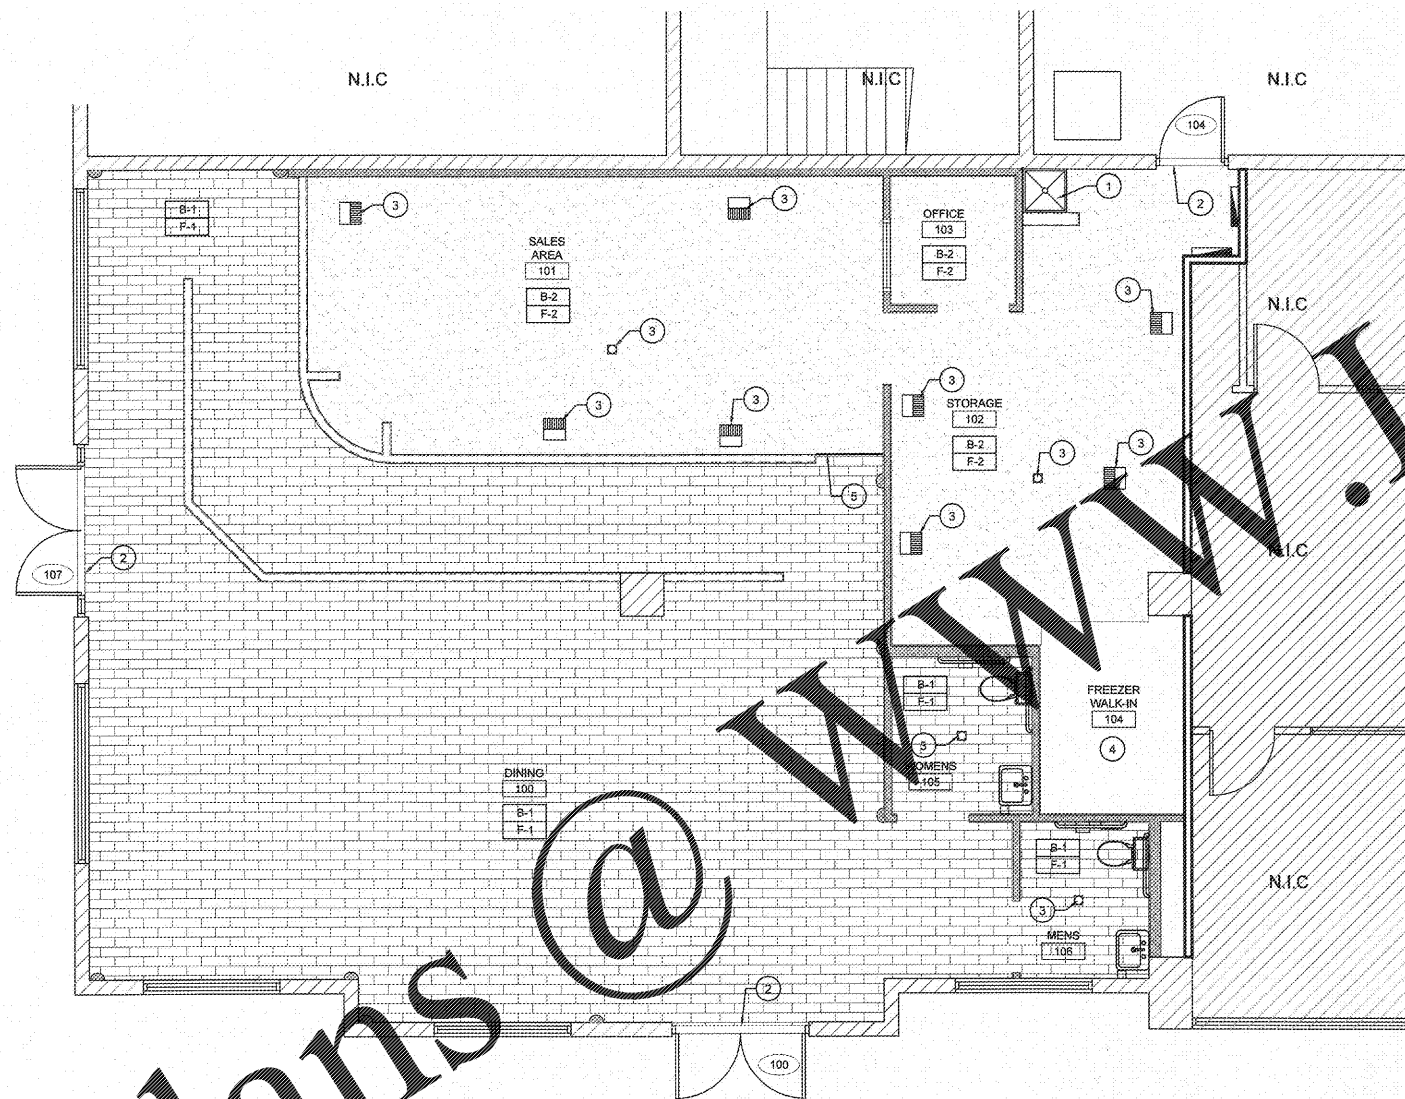 N.I.C
N.I.C
N.I.C
104
1
2
3
3
B-1
F-1
OFFICE
103
B-2
F-2
SALES
AREA
101
B-2
F-2
3
N.I.C
3
3
STORAGE
102
B-2
F-2
3
3
3
3
5
3
N.I.C
2
107
B-1
F-1
FREEZER
WALK-IN
104
4
3
WOMENS
105
DINING
100
B-1
F-1
B-1
F-1
N.I.C
3
MENS
106
2
100
lans @ www.